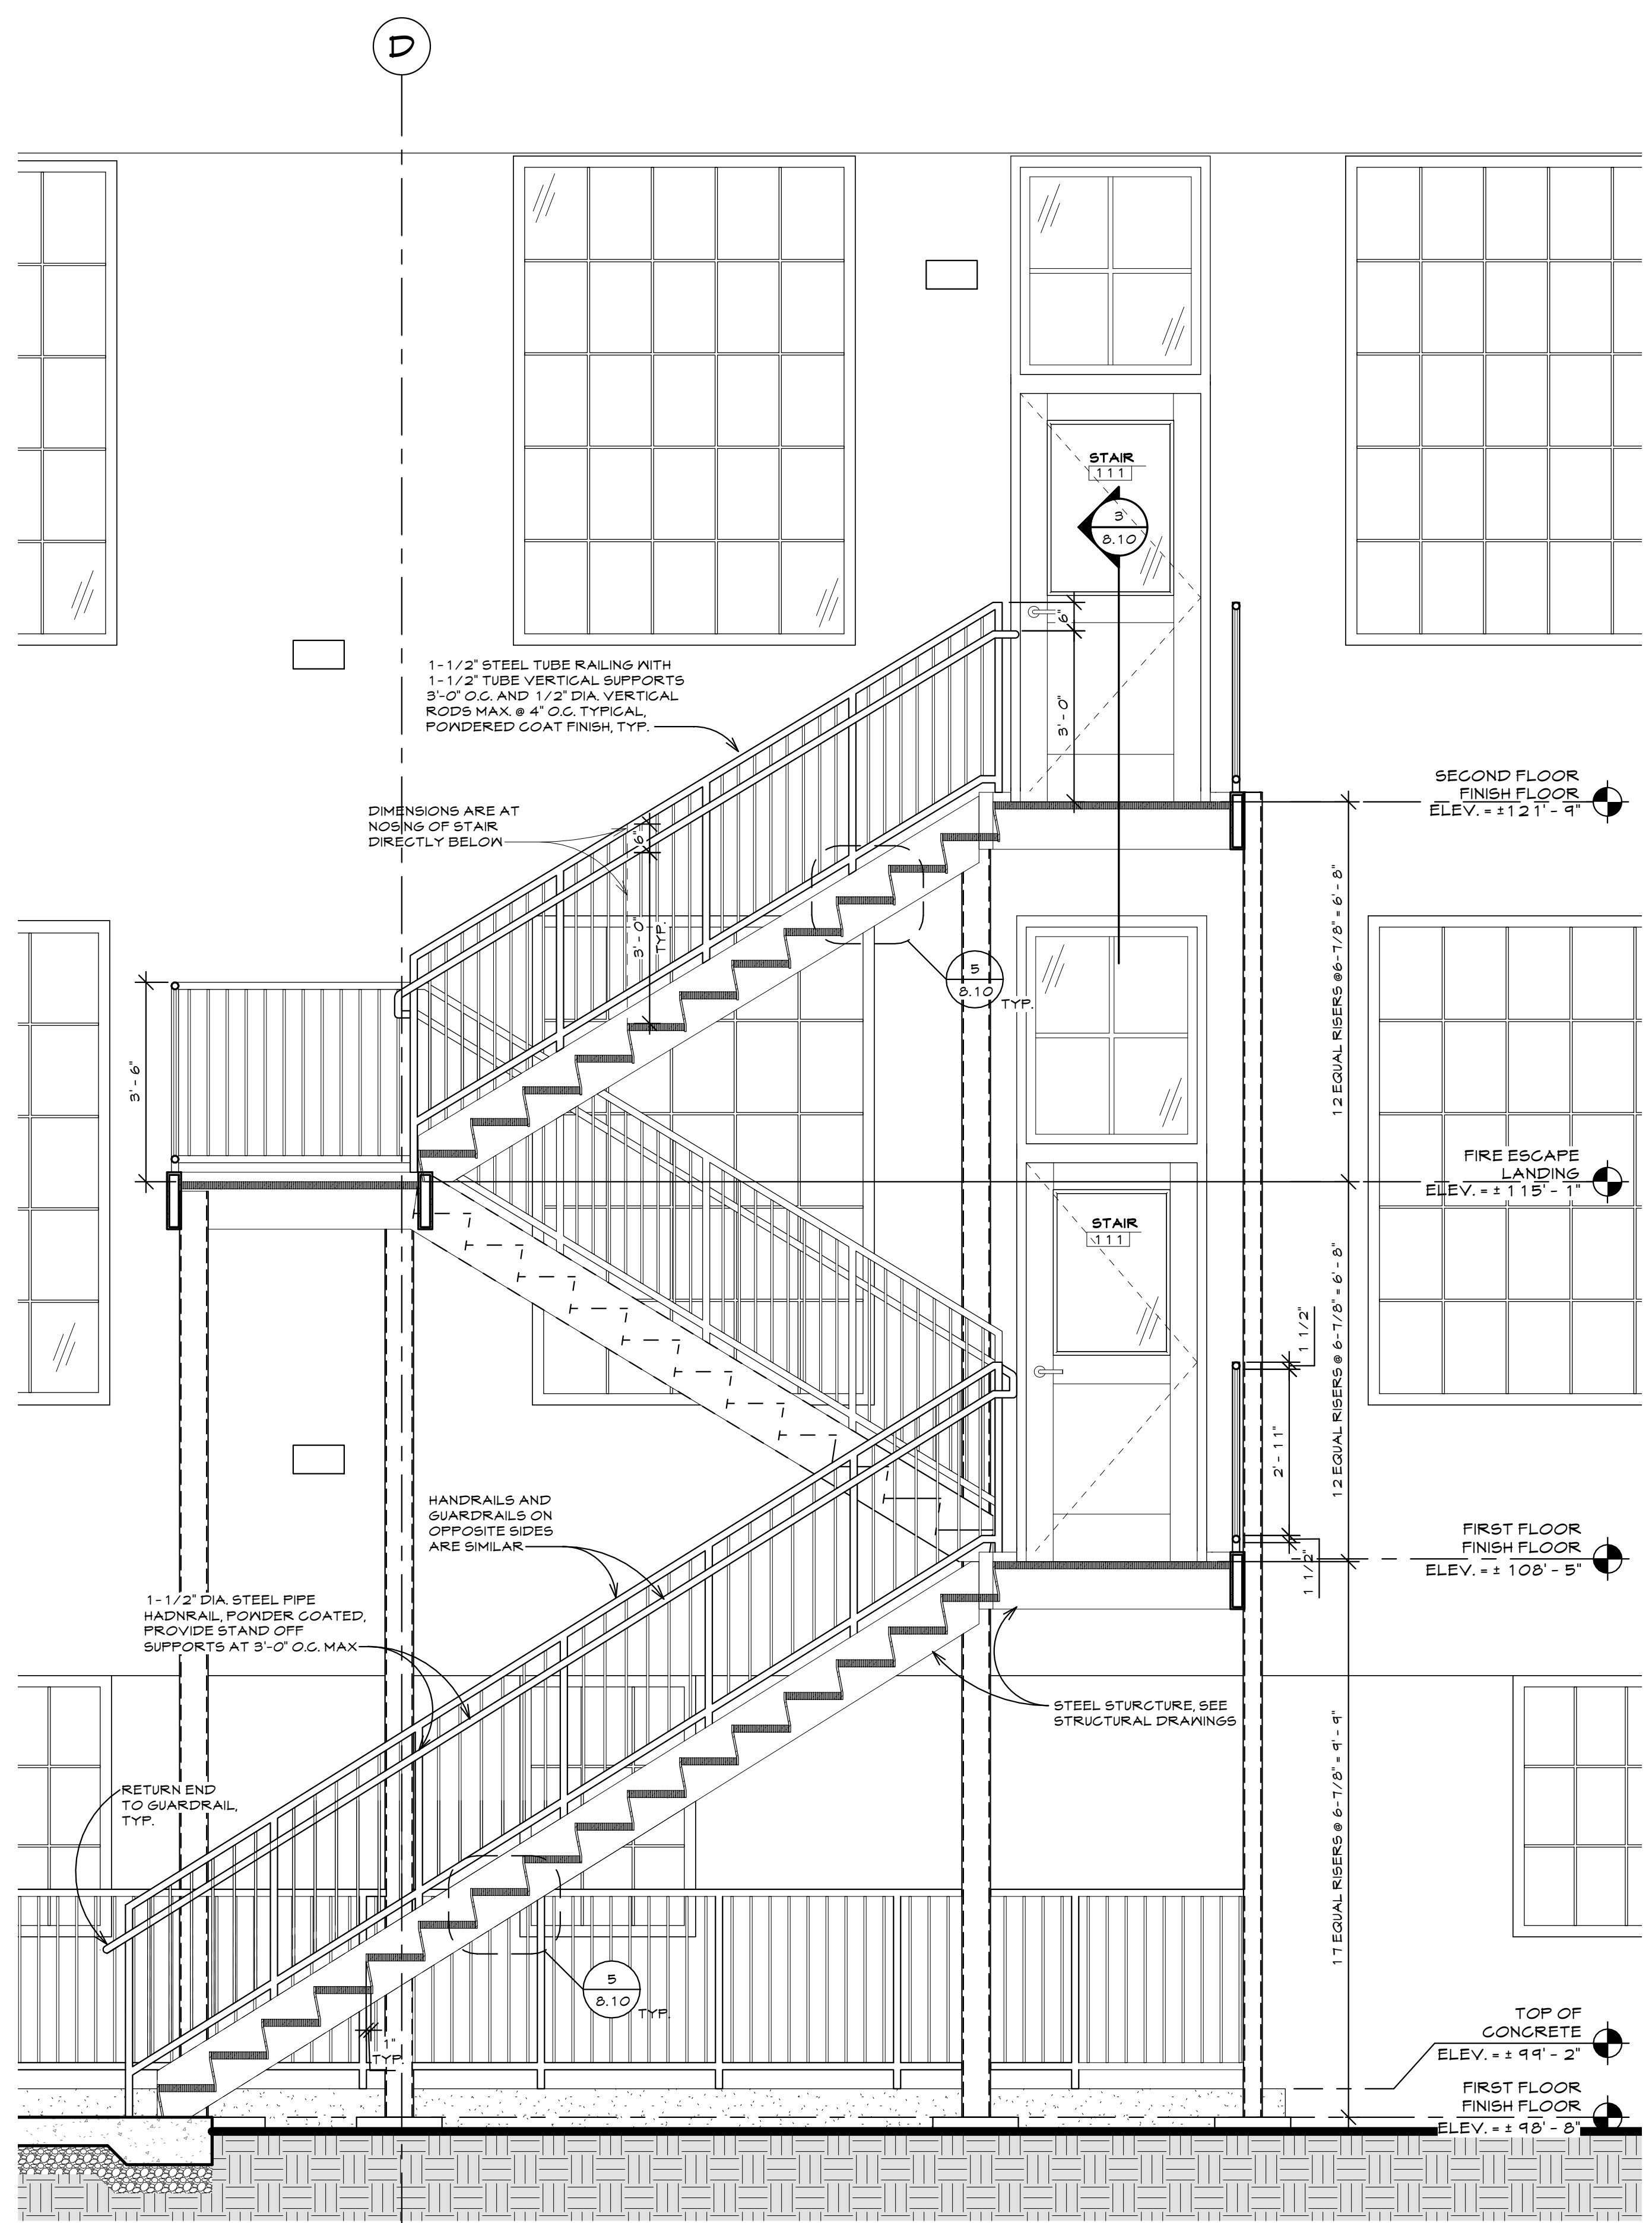 D
STAIR
111
3
8.10
6"
3'-0"
1-1/2" STEEL TUBE RAILING WITH
1-1/2" TUBE VERTICAL SUPPORTS
3'-0" O.C. AND 1/2" DIA. VERTICAL
RODS MAX. @ 4" O.C. TYPICAL,
POWDERED COAT FINISH, TYP.
SECOND FLOOR
FINISH FLOOR
ELEV. = ±121'-9"
DIMENSIONS ARE AT
NOSING OF STAIR
DIRECTLY BELOW
6"
3'-0"
TYP.
12 EQUAL RISERS @6-7/8" = 6'-8"
5
8.10
TYP.
3'-6"
FIRE ESCAPE
LANDING
ELEV. = ±115'-1"
STAIR
111
12 EQUAL RISERS @ 6-7/8" = 6'-8"
1 1/2"
2'-11"
1 1/2"
HANDRAILS AND
GUARDRAILS ON
OPPOSITE SIDES
ARE SIMILAR
FIRST FLOOR
FINISH FLOOR
ELEV. = ± 108'-5"
1-1/2" DIA. STEEL PIPE
HADNRAIL, POWDER COATED,
PROVIDE STAND OFF
SUPPORTS AT 3'-0" O.C. MAX
STEEL STURCTURE, SEE
STRUCTURAL DRAWINGS
17 EQUAL RISERS @ 6-7/8" = 9'-9"
RETURN END
TO GUARDRAIL,
TYP.
5
8.10
TYP.
1"
TYP.
TOP OF
CONCRETE
ELEV. = ± 99'-2"
FIRST FLOOR
FINISH FLOOR
ELEV. = ± 98'-8"